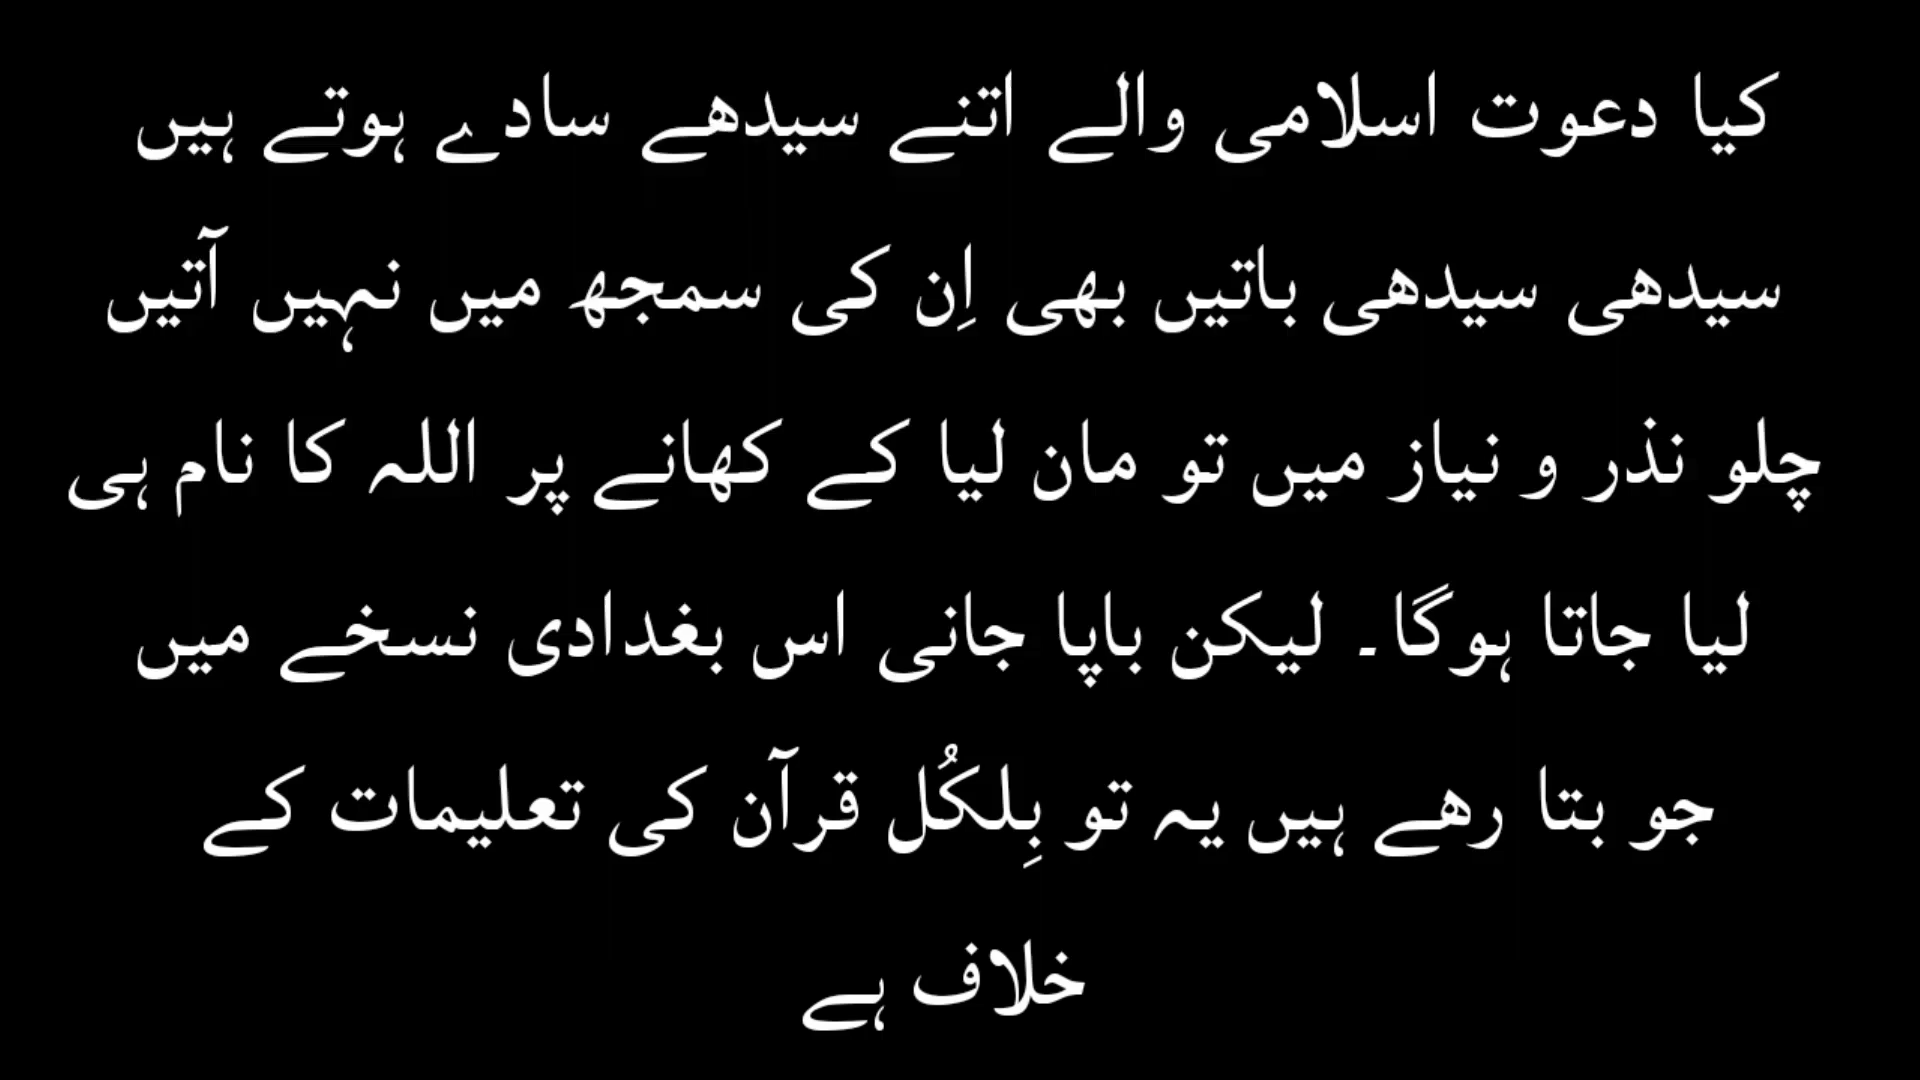 کیا دعوت اسلامی والے اتنے سیدھے سادے ہوتے ہیں
سیدھی سیدھی باتیں بھی اِن کی سمجھ میں نہیں آتیں
چلو نذر و نیاز میں تو مان لیا کے کھانے پر اللہ کا نام ہی
لیا جاتا ہوگا۔ لیکن باپا جانی اس بغدادی نسخے میں
جو بتا رھے ہیں یہ تو بِلکُل قرآن کی تعلیمات کے
خلاف ہے